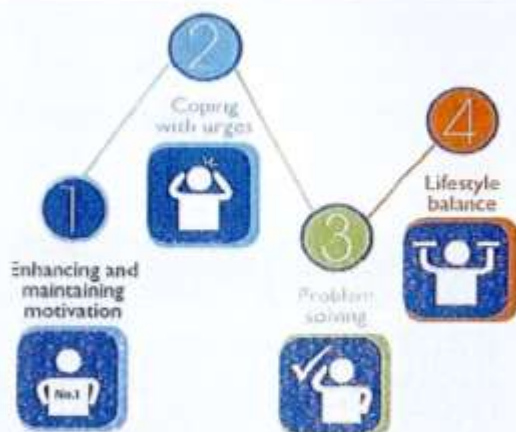 1
Enhancing and
maintaining
motivation
No.1
2
Coping
with urges
3
Problem
solving
4
Lifestyle
balance